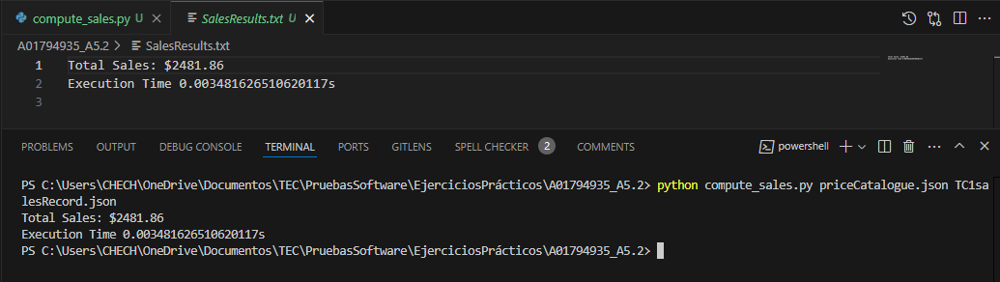 compute_sales.py U
SalesResults.txt U
A01794935_A5.2 > SalesResults.txt
1 Total Sales: $2481.86
2 Execution Time 0.003481626510620117s
3
PROBLEMS OUTPUT DEBUG CONSOLE TERMINAL PORTS GITLENS SPELL CHECKER 2 COMMENTS
powershell
PS C:\Users\CHECH\OneDrive\Documentos\TEC\PruebasSoftware\EjerciciosPrácticos\A01794935_A5.2> python compute_sales.py priceCatalogue.json TC1sa
lesRecord.json
Total Sales: $2481.86
Execution Time 0.003481626510620117s
PS C:\Users\CHECH\OneDrive\Documentos\TEC\PruebasSoftware\EjerciciosPrácticos\A01794935_A5.2>